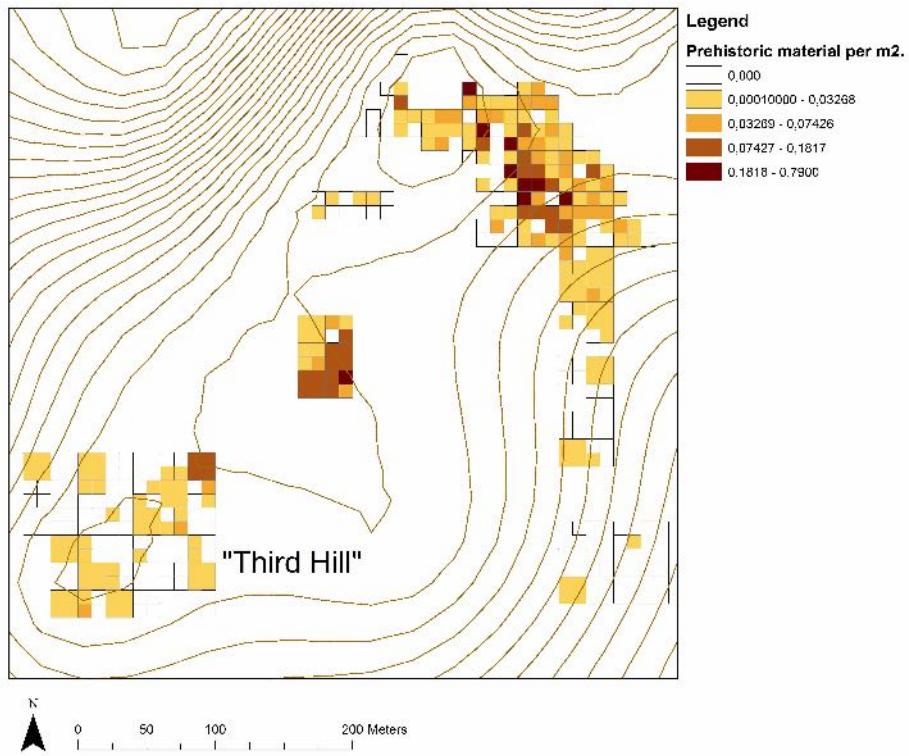 Legend
Prehistoric material per m2.
0,000
0,00010000 - 0,03268
0,03269 - 0,07426
0,07427 - 0,1817
0,1818 - 0,7900
"Third Hill"
N
0 50 100 200 Meters